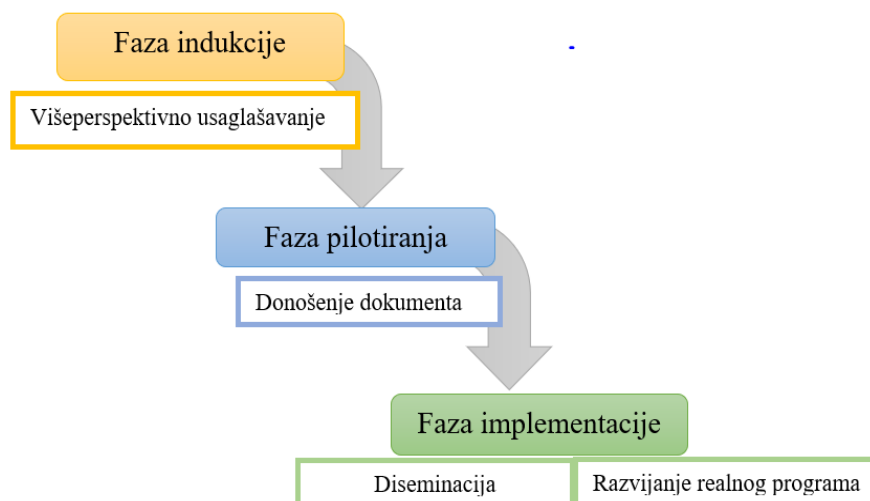 Faza indukcije
Višeperspektivno usaglašavanje
Faza pilotiranja
Donošenje dokumenta
Faza implementacije
Diseminacija
Razvijanje realnog programa